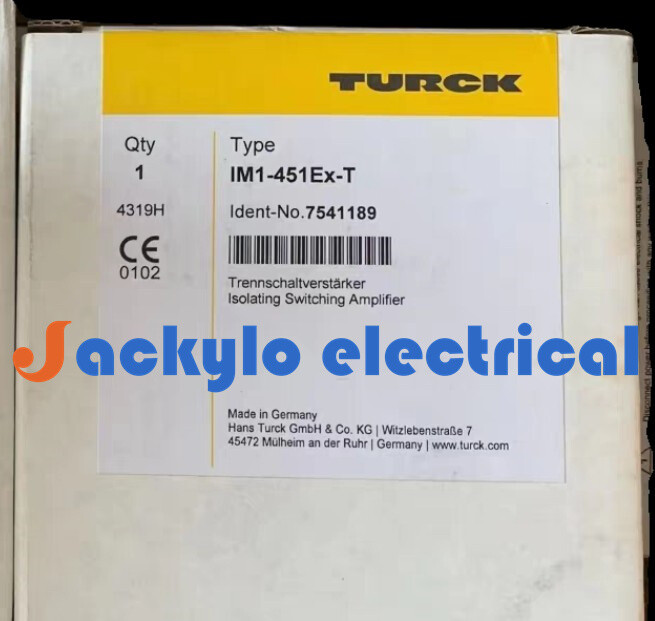 TURCK
Qty
1
Type
IM1-451Ex-T
4319H
Ident-No.7541189
CE
0102
Trennschaltverstärker
Isolating Switching Amplifier
Jackylo electrical
Made in Germany
Hans Turck GmbH & Co. KG | Witzlebenstraße 7
45472 Mülheim an der Ruhr | Germany | www.turck.com